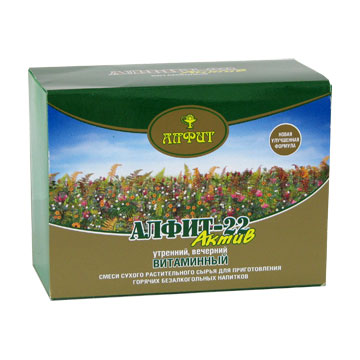 АЛФИТ
НОВАЯ
УЛУЧШЕННАЯ
ФОРМУЛА
АЛФИТ-22
Актив
утренний, вечерний
ВИТАМИННЫЙ
СМЕСИ СУХОГО РАСТИТЕЛЬНОГО СЫРЬЯ ДЛЯ ПРИГОТОВЛЕНИЯ
ГОРЯЧИХ БЕЗАЛКОГОЛЬНЫХ НАПИТКОВ